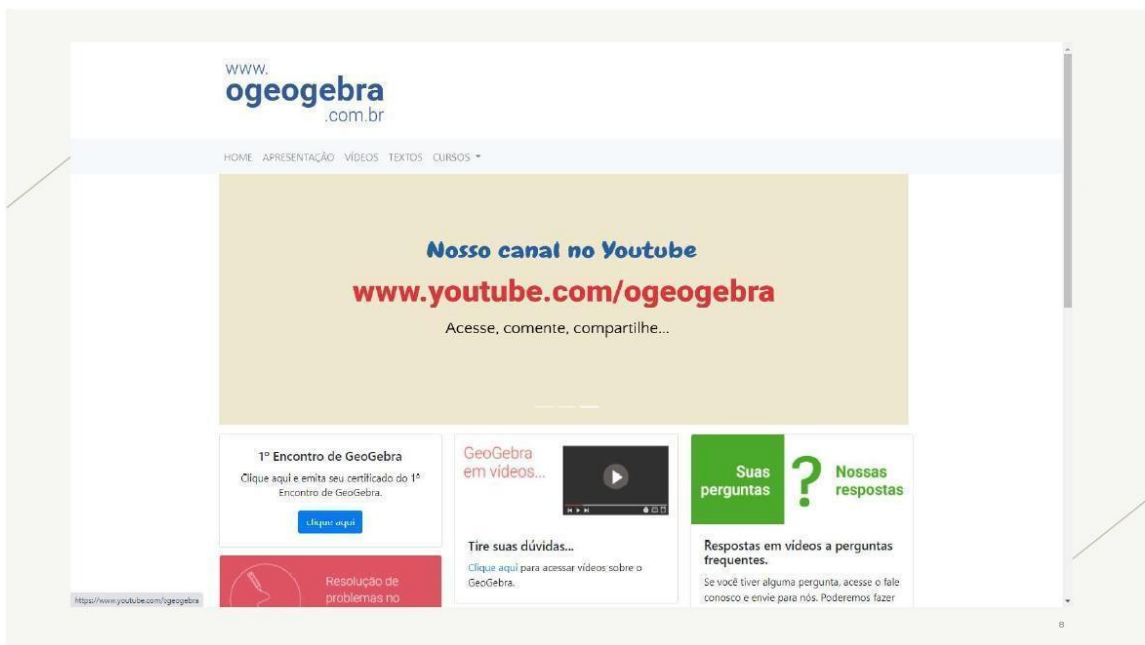 www.
ogeogebra
.com.br
HOME APRESENTAÇÃO VÍDEOS TEXTOS CURSOS
Nosso canal no Youtube
www.youtube.com/ogeogebra
Acesse, comente, compartilhe...
1º Encontro de GeoGebra
Clique aqui e emita seu certificado do 1º
Encontro de GeoGebra.
clique aqui
Resolução de
problemas no
GeoGebra
em vídeos...
Tire suas dúvidas...
Clique aqui para acessar vídeos sobre o
GeoGebra.
Suas
perguntas
?
Nossas
respostas
Respostas em vídeos a perguntas
frequentes.
Se você tiver alguma pergunta, acesse o fale
conosco e envie para nós. Poderemos fazer
https://www.youtube.com/ogeogebra
8